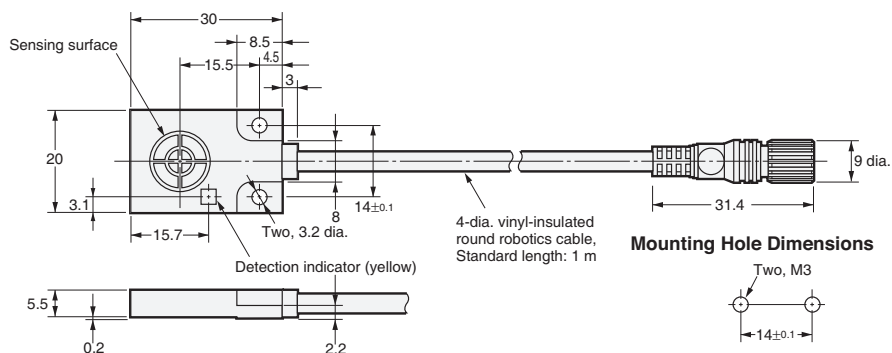 30
Sensing surface
8.5
15.5
4.5
3
20
3.1
15.7
8
14±0.1
Two, 3.2 dia.
Detection indicator (yellow)
4-dia. vinyl-insulated
round robotics cable,
Standard length: 1 m
9 dia.
31.4
Mounting Hole Dimensions
Two, M3
14±0.1
5.5
0.2
2.2